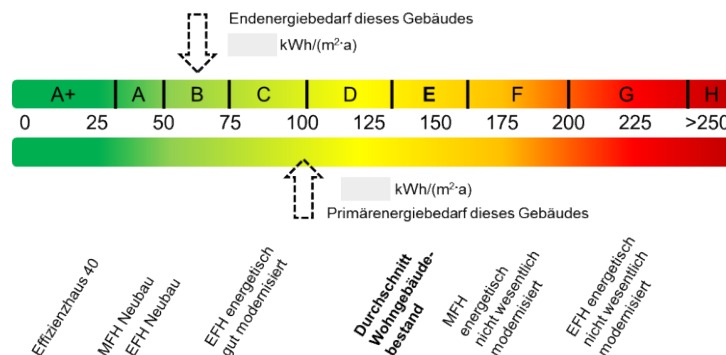 Endenergiebedarf dieses Gebäudes
kWh/(m²·a)
A+ A B C D E F G H
0 25 50 75 100 125 150 175 200 225 >250
kWh/(m²·a)
Primärenergiebedarf dieses Gebäudes
Effizienzhaus 40
MFH Neubau
EFH Neubau
EFH energetisch
gut modernisiert
Durchschnitt
Wohngebäude-
bestand
MFH
energetisch
nicht wesentlich
modernisiert
EFH energetisch
nicht wesentlich
modernisiert